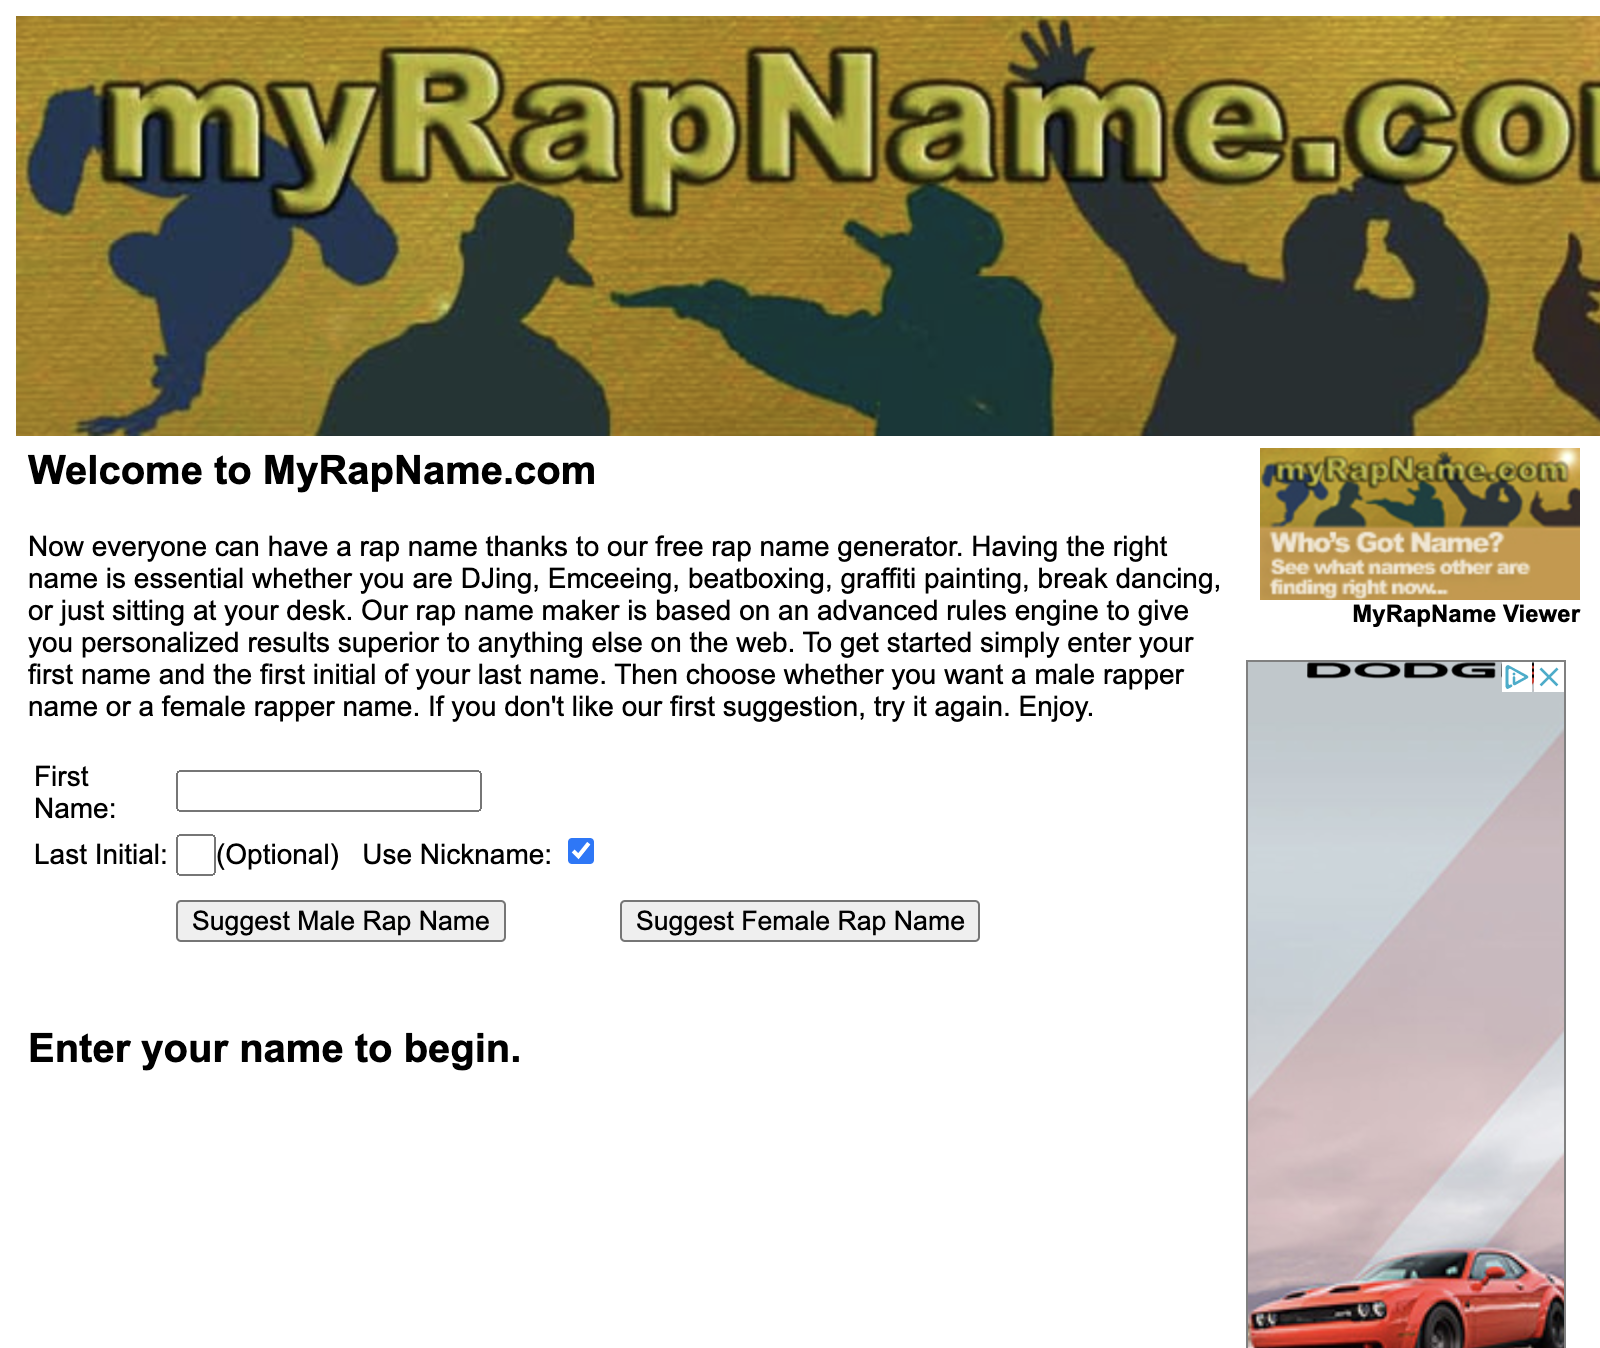 myRapName.co
Welcome to MyRapName.com
Now everyone can have a rap name thanks to our free rap name generator. Having the right
name is essential whether you are DJing, Emceeing, beatboxing, graffiti painting, break dancing,
or just sitting at your desk. Our rap name maker is based on an advanced rules engine to give
you personalized results superior to anything else on the web. To get started simply enter your
first name and the first initial of your last name. Then choose whether you want a male rapper
name or a female rapper name. If you don't like our first suggestion, try it again. Enjoy.
First
Name:
Last Initial: (Optional) Use Nickname:
Suggest Male Rap Name Suggest Female Rap Name
Enter your name to begin.
myRapName.com
Who's Got Name?
See what names other are
finding right now...
MyRapName Viewer
DODG